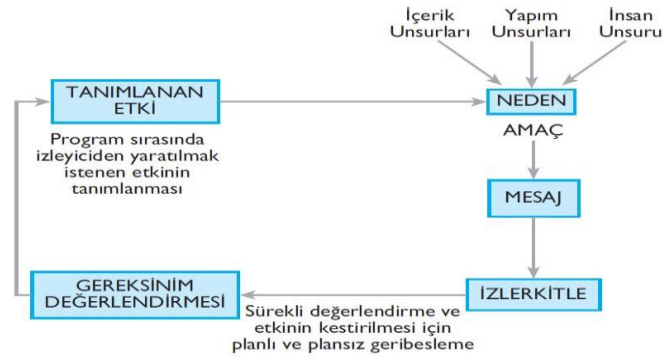 İçerik
Unsurları
Yapım
Unsurları
İnsan
Unsuru
TANIMLANAN
ETKİ
NEDEN
Program sırasında
izleyiciden yaratılmak
istenen etkinin
tanımlanması
AMAÇ
MESAJ
GEREKSİNİM
DEĞERLENDİRMESİ
İZLERKİTLE
Sürekli değerlendirme ve
etkinin kestirilmesi için
planlı ve plansız geribesleme